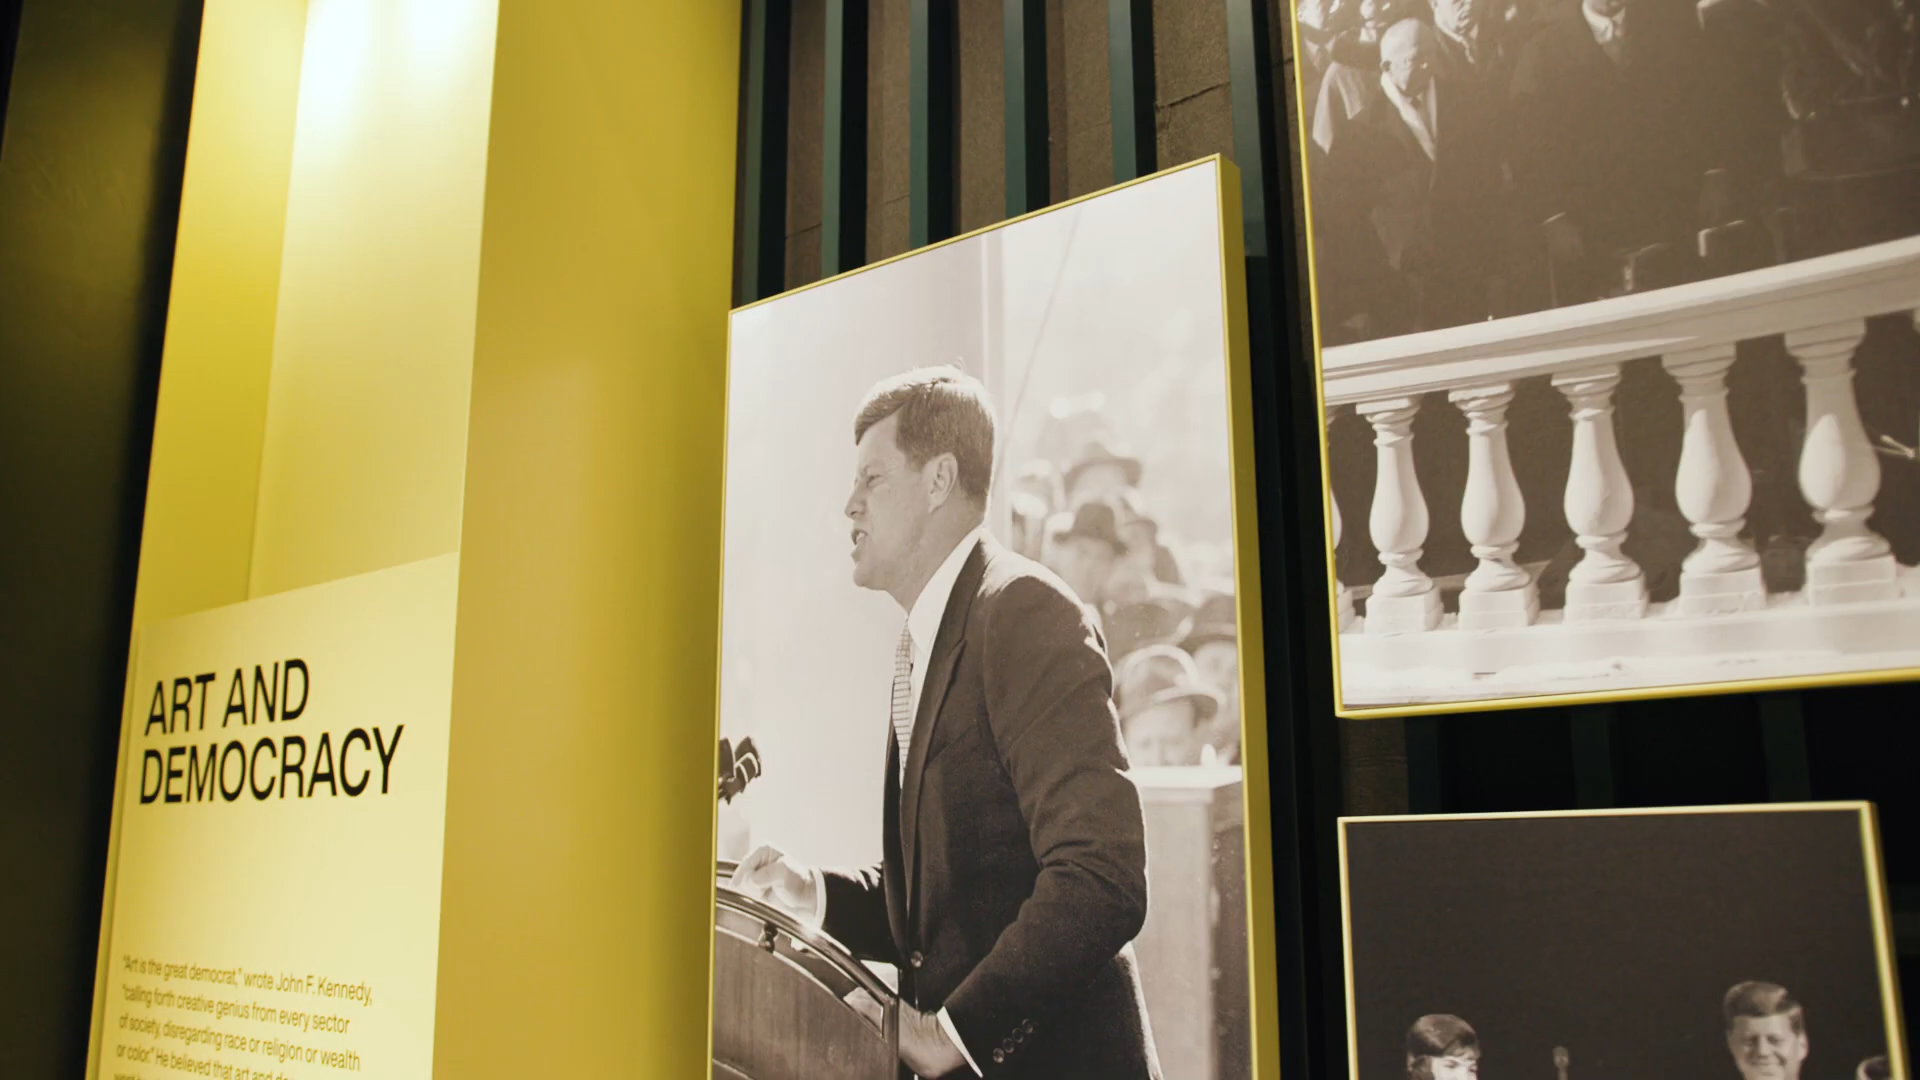 ART AND
DEMOCRACY
"Art is the great democrat," wrote John F. Kennedy,
"calling forth creative genius from every sector
of society, disregarding race or religion or wealth
or color." He believed that art and